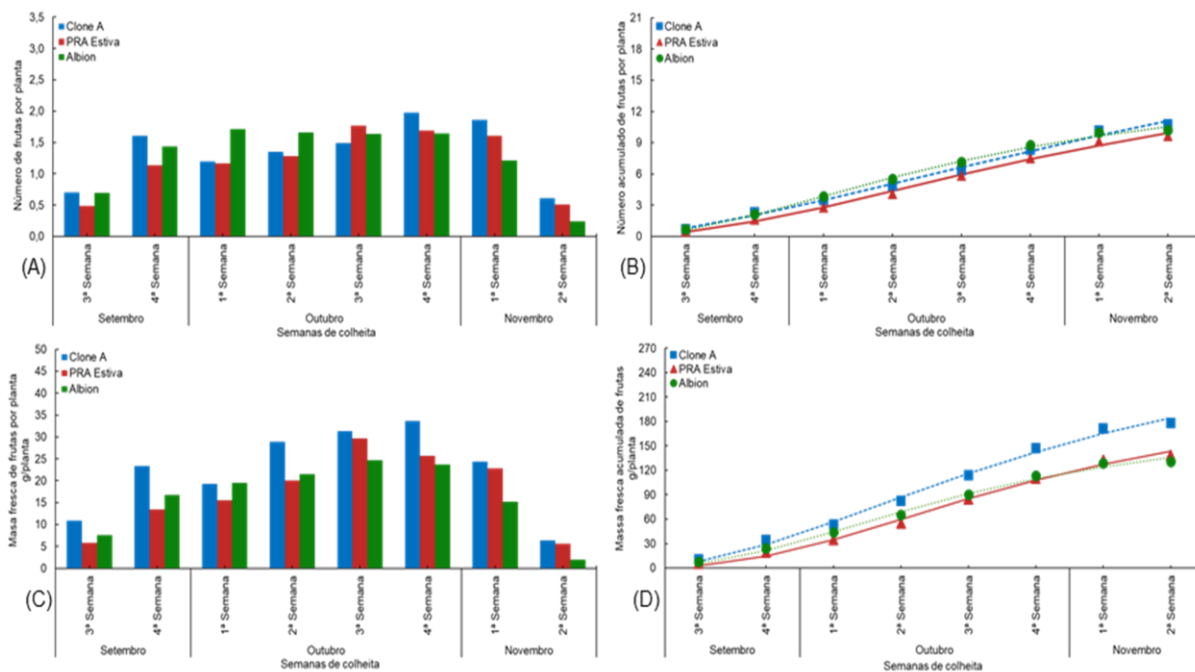 Número de frutas por planta
3,5
3,0
2,5
2,0
1,5
1,0
0,5
0,0
Clone A
PRA Estiva
Albion
(A)
3ª Semana
4ª Semana
1ª Semana
2ª Semana
3ª Semana
4ª Semana
1ª Semana
2ª Semana
Setembro
Outubro
Novembro
Semanas de colheita
Número acumulado de frutas por planta
21
18
15
12
9
6
3
0
Clone A
PRA Estiva
Albion
(B)
3ª Semana
4ª Semana
1ª Semana
2ª Semana
3ª Semana
4ª Semana
1ª Semana
2ª Semana
Setembro
Outubro
Novembro
Semanas de colheita
Masa fresca de frutas por planta
g/planta
50
45
40
35
30
25
20
15
10
5
0
Clone A
PRA Estiva
Albion
(C)
3ª Semana
4ª Semana
1ª Semana
2ª Semana
3ª Semana
4ª Semana
1ª Semana
2ª Semana
Setembro
Outubro
Novembro
Semanas de colheita
Massa fresca acumulada de frutas
g/planta
270
240
210
180
150
120
90
60
30
0
Clone A
PRA Estiva
Albion
(D)
3ª Semana
4ª Semana
1ª Semana
2ª Semana
3ª Semana
4ª Semana
1ª Semana
2ª Semana
Setembro
Outubro
Novembro
Semanas de colheita